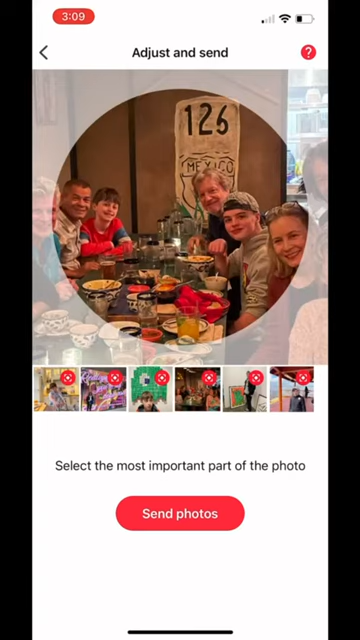 3:09
Adjust and send
?
126
MEXICO
Select the most important part of the photo
Send photos